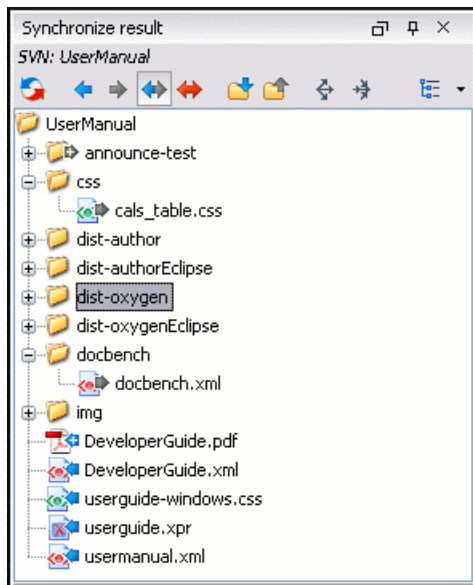 Synchronize result
SVN: UserManual
UserManual
announce-test
css
cals_table.css
dist-author
dist-authorEclipse
dist-oxygen
dist-oxygenEclipse
docbench
docbench.xml
img
DeveloperGuide.pdf
DeveloperGuide.xml
userguide-windows.css
userguide.xpr
usermanual.xml